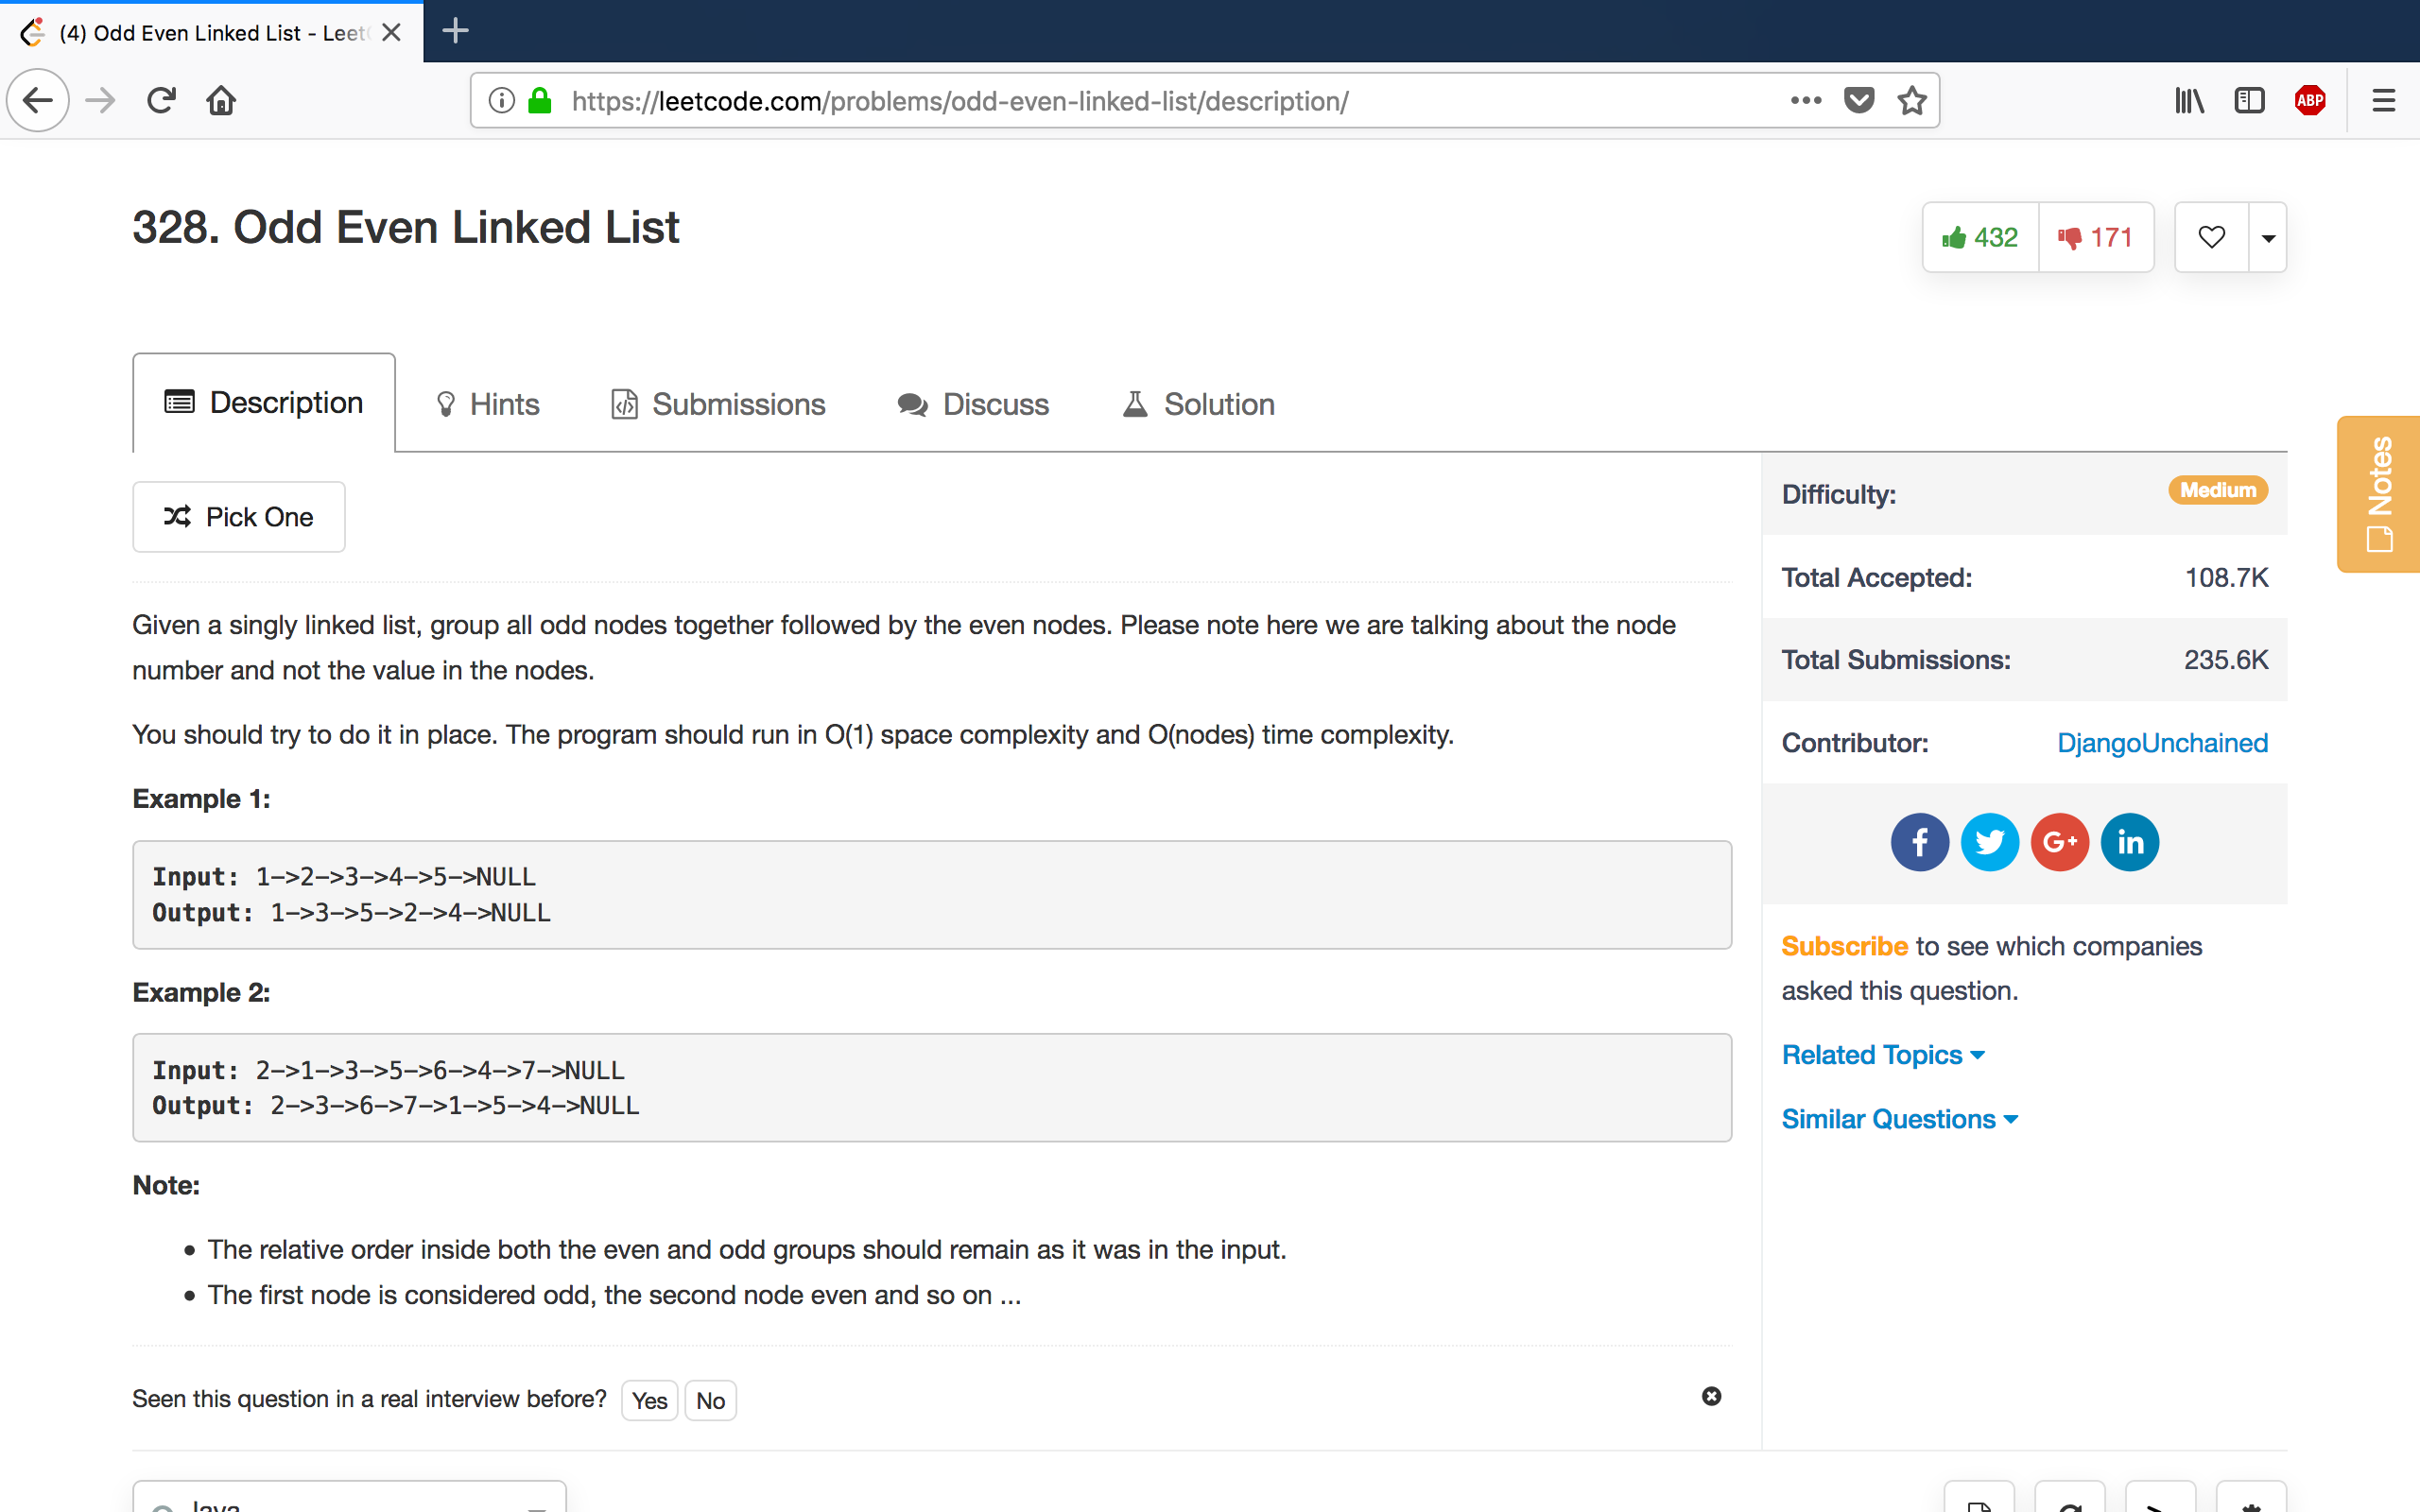 (4) Odd Even Linked List - Leet
https://leetcode.com/problems/odd-even-linked-list/description/
ABP
328. Odd Even Linked List
432
171
Description
Hints
Submissions
Discuss
Solution
Notes
Pick One
Given a singly linked list, group all odd nodes together followed by the even nodes. Please note here we are talking about the node
number and not the value in the nodes.
You should try to do it in place. The program should run in O(1) space complexity and O(nodes) time complexity.
Example 1:
Input: 1->2->3->4->5->NULL
Output: 1->3->5->2->4->NULL
Example 2:
Input: 2->1->3->5->6->4->7->NULL
Output: 2->3->6->7->1->5->4->NULL
Note:
• The relative order inside both the even and odd groups should remain as it was in the input.
• The first node is considered odd, the second node even and so on ...
Seen this question in a real interview before? Yes No
Java
Difficulty: Medium
Total Accepted: 108.7K
Total Submissions: 235.6K
Contributor: DjangoUnchained
f G+ in
Subscribe to see which companies
asked this question.
Related Topics
Similar Questions